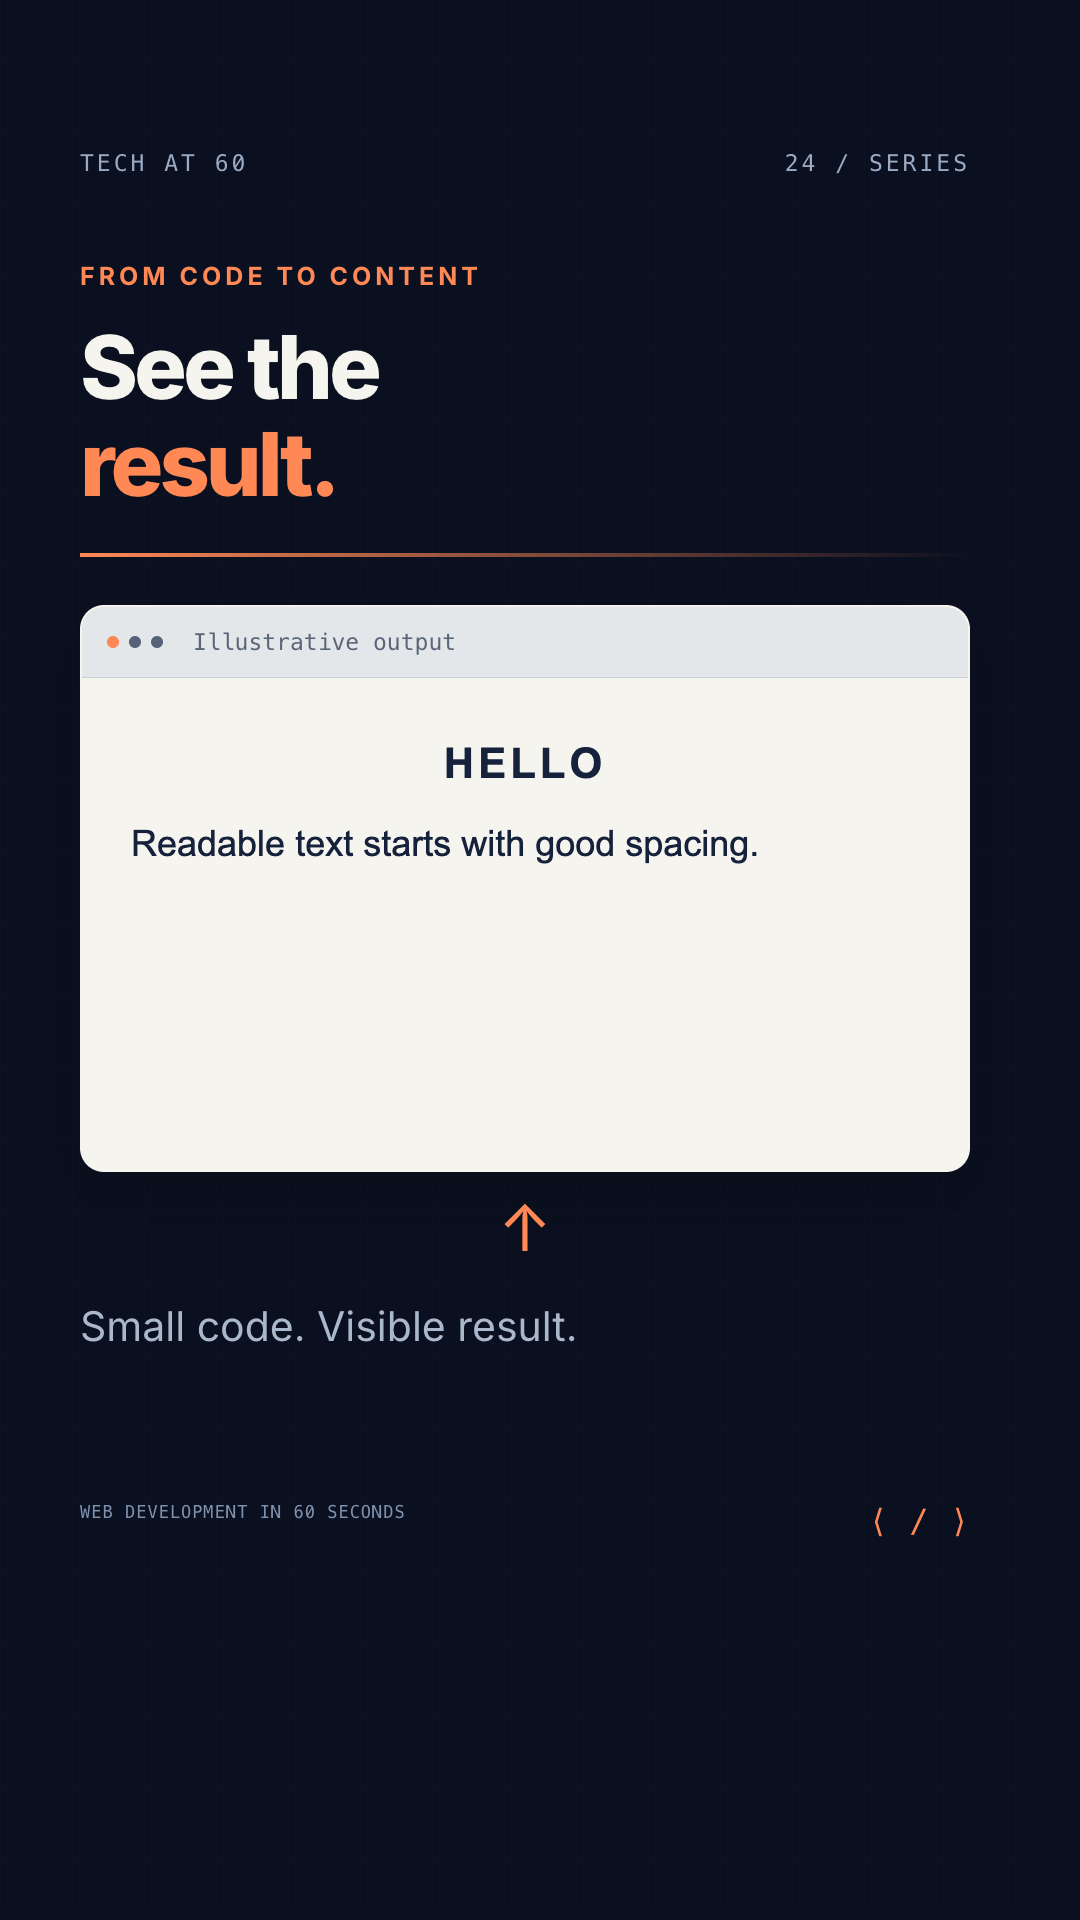 TECH AT 60
24 / SERIES
FROM CODE TO CONTENT
See the
result.
Illustrative output
HELLO
Readable text starts with good spacing.
↑
Small code. Visible result.
WEB DEVELOPMENT IN 60 SECONDS
⟨ / ⟩